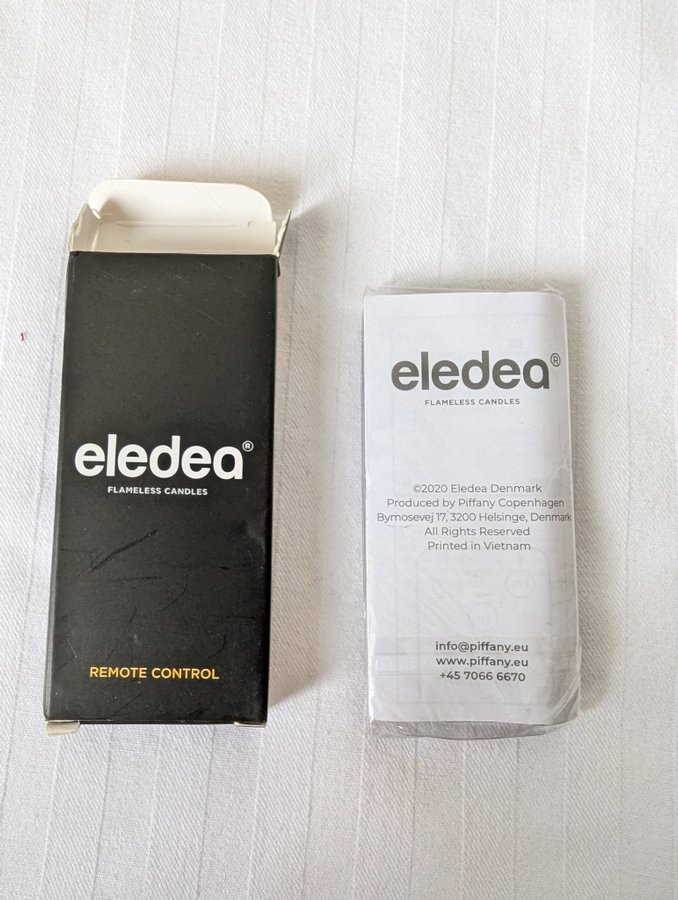 eledea®
FLAMELESS CANDLES
REMOTE CONTROL
eledea®
FLAMELESS CANDLES
©2020 Eledea Denmark
Produced by Piffany Copenhagen
Bymosevej 17, 3200 Helsinge, Denmark
All Rights Reserved
Printed in Vietnam
info@piffany.eu
www.piffany.eu
+45 7066 6670